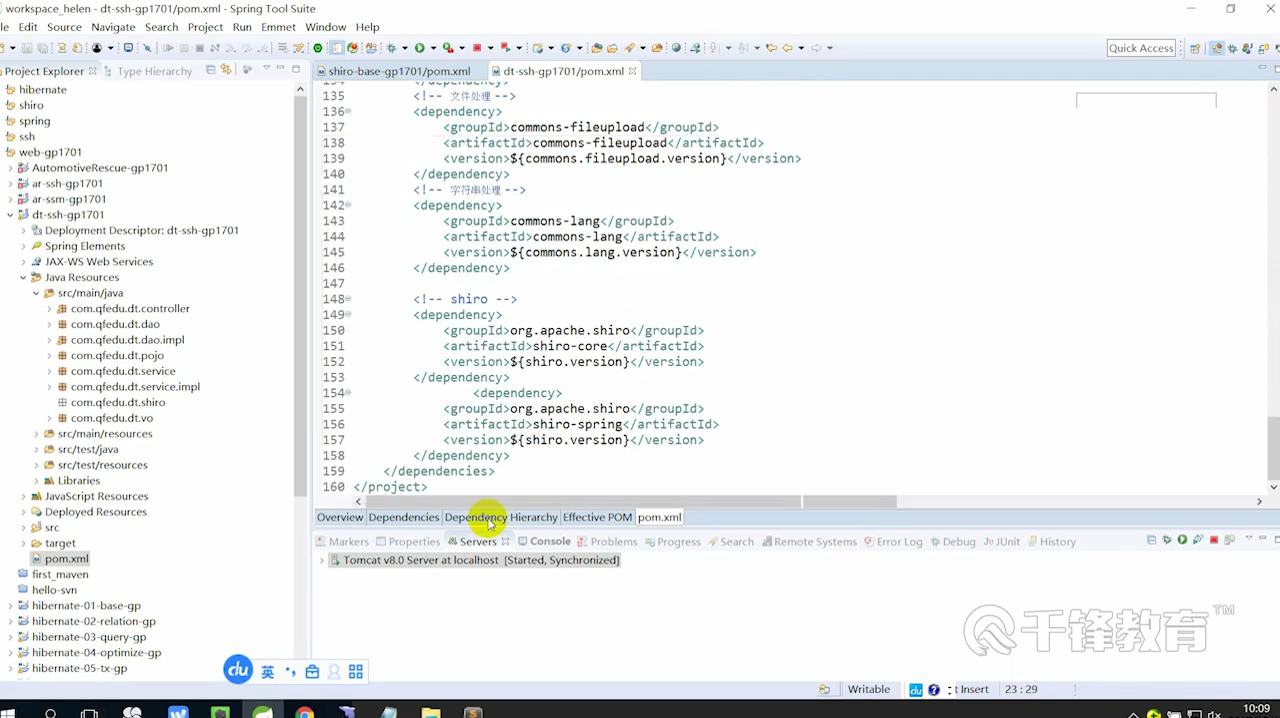 workspace_helen - dt-ssh-gp1701/pom.xml - Spring Tool Suite
le Edit Source Navigate Search Project Run Emmet Window Help
Quick Access
Project Explorer Type Hierarchy
shiro-base-gp1701/pom.xml dt-ssh-gp1701/pom.xml
hibernate
shiro
spring
ssh
web-gp1701
AutomotiveRescue-gp1701
ar-ssh-gp1701
ar-ssm-gp1701
dt-ssh-gp1701
Deployment Descriptor: dt-ssh-gp1701
Spring Elements
JAX-WS Web Services
Java Resources
src/main/java
com.qfedu.dt.controller
com.qfedu.dt.dao
com.qfedu.dt.dao.impl
com.qfedu.dt.pojo
com.qfedu.dt.service
com.qfedu.dt.service.impl
com.qfedu.dt.shiro
com.qfedu.dt.vo
src/main/resources
src/test/java
src/test/resources
Libraries
JavaScript Resources
Deployed Resources
src
target
pom.xml
first_maven
hello-svn
hibernate-01-base-gp
hibernate-02-relation-gp
hibernate-03-query-gp
hibernate-04-optimize-gp
hibernate-05-tx-gp
134 </dependency>
135 <!-- 文件处理 -->
136 <dependency>
137 <groupId>commons-fileupload</groupId>
138 <artifactId>commons-fileupload</artifactId>
139 <version>${commons.fileupload.version}</version>
140 </dependency>
141 <!-- 字符串处理 -->
142 <dependency>
143 <groupId>commons-lang</groupId>
144 <artifactId>commons-lang</artifactId>
145 <version>${commons.lang.version}</version>
146 </dependency>
147
148 <!-- shiro -->
149 <dependency>
150 <groupId>org.apache.shiro</groupId>
151 <artifactId>shiro-core</artifactId>
152 <version>${shiro.version}</version>
153 </dependency>
154 <dependency>
155 <groupId>org.apache.shiro</groupId>
156 <artifactId>shiro-spring</artifactId>
157 <version>${shiro.version}</version>
158 </dependency>
159 </dependencies>
160 </project>
Overview Dependencies Dependency Hierarchy Effective POM pom.xml
Markers Properties Servers Console Problems Progress Search Remote Systems Error Log Debug JUnit History
Tomcat v8.0 Server at localhost [Started, Synchronized]
千锋教育 TM
du 英
Writable du t Insert 23 : 29
10:09